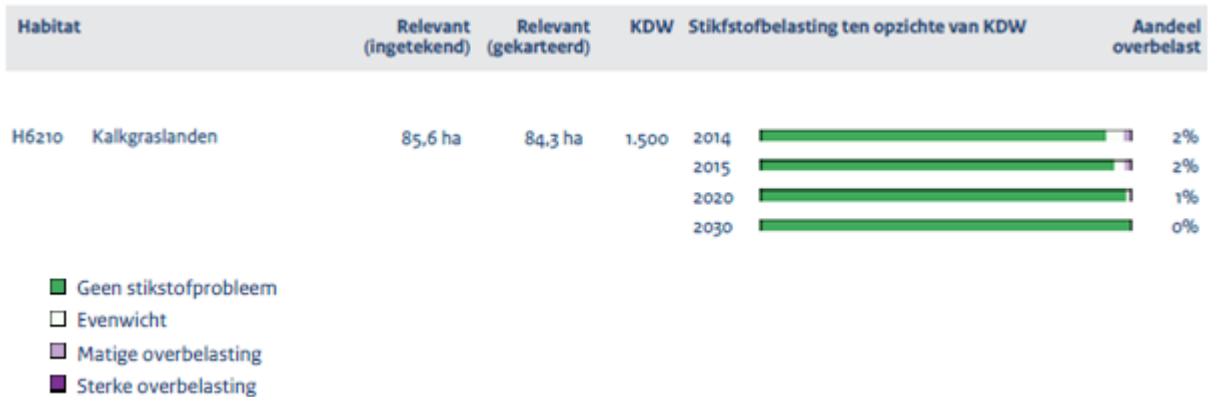 Habitat Relevant Relevant KDW Stikfstofbelasting ten opzichte van KDW Aandeel
(ingetekend) (gekarteerd) overbelast
H6210 Kalkgraslanden 85,6 ha 84,3 ha 1.500 2014 2%
2015 2%
2020 1%
2030 0%
Geen stikstofprobleem
Evenwicht
Matige overbelasting
Sterke overbelasting